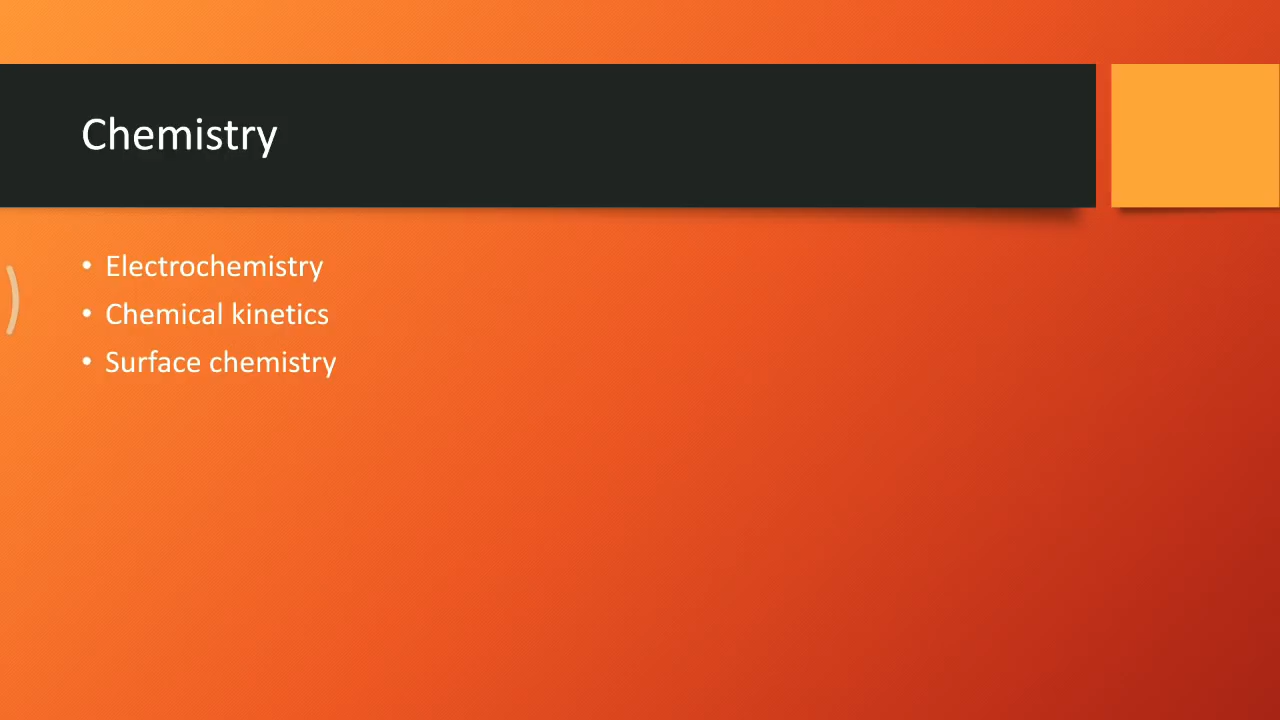 Chemistry
• Electrochemistry
• Chemical kinetics
• Surface chemistry